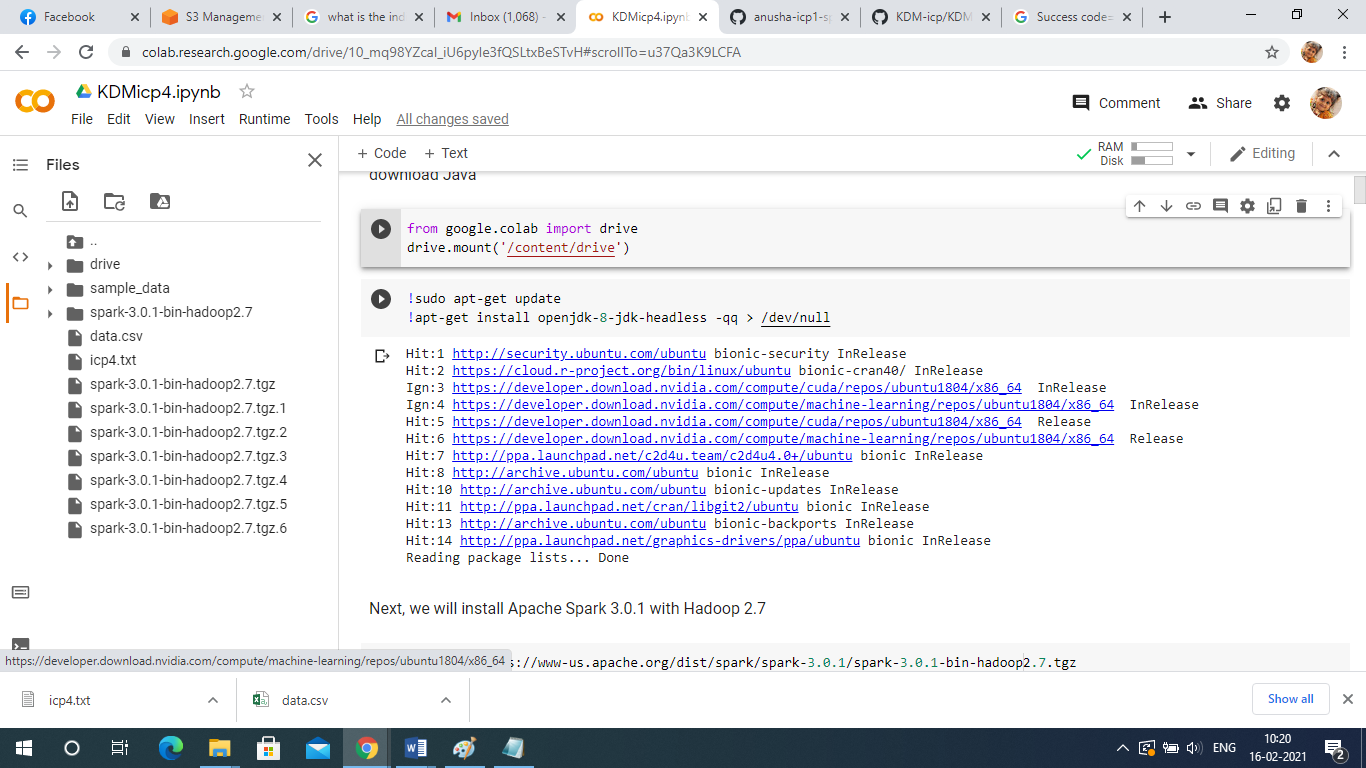 Facebook
S3 Manageme
what is the ind
Inbox (1,068) -
KDMicp4.ipynb
anusha-icp1-sp
KDM-icp/KDM
Success code=
colab.research.google.com/drive/10_mq98YZcal_iU6pyIe3fQSLtxBeSTvH#scrollTo=u37Qa3K9LCFA
KDMicp4.ipynb
File Edit View Insert Runtime Tools Help All changes saved
Comment
Share
Files
+ Code + Text
RAM
Disk
Editing
download Java
..
drive
sample_data
spark-3.0.1-bin-hadoop2.7
data.csv
icp4.txt
spark-3.0.1-bin-hadoop2.7.tgz
spark-3.0.1-bin-hadoop2.7.tgz.1
spark-3.0.1-bin-hadoop2.7.tgz.2
spark-3.0.1-bin-hadoop2.7.tgz.3
spark-3.0.1-bin-hadoop2.7.tgz.4
spark-3.0.1-bin-hadoop2.7.tgz.5
spark-3.0.1-bin-hadoop2.7.tgz.6
from google.colab import drive
drive.mount('/content/drive')
!sudo apt-get update
!apt-get install openjdk-8-jdk-headless -qq > /dev/null
Hit:1 http://security.ubuntu.com/ubuntu bionic-security InRelease
Hit:2 https://cloud.r-project.org/bin/linux/ubuntu bionic-cran40/ InRelease
Ign:3 https://developer.download.nvidia.com/compute/cuda/repos/ubuntu1804/x86_64 InRelease
Ign:4 https://developer.download.nvidia.com/compute/machine-learning/repos/ubuntu1804/x86_64 InRelease
Hit:5 https://developer.download.nvidia.com/compute/cuda/repos/ubuntu1804/x86_64 Release
Hit:6 https://developer.download.nvidia.com/compute/machine-learning/repos/ubuntu1804/x86_64 Release
Hit:7 http://ppa.launchpad.net/c2d4u.team/c2d4u4.0+/ubuntu bionic InRelease
Hit:8 http://archive.ubuntu.com/ubuntu bionic InRelease
Hit:10 http://archive.ubuntu.com/ubuntu bionic-updates InRelease
Hit:11 http://ppa.launchpad.net/cran/libgit2/ubuntu bionic InRelease
Hit:13 http://archive.ubuntu.com/ubuntu bionic-backports InRelease
Hit:14 http://ppa.launchpad.net/graphics-drivers/ppa/ubuntu bionic InRelease
Reading package lists... Done
Next, we will install Apache Spark 3.0.1 with Hadoop 2.7
s://www-us.apache.org/dist/spark/spark-3.0.1/spark-3.0.1-bin-hadoop2.7.tgz
https://developer.download.nvidia.com/compute/machine-learning/repos/ubuntu1804/x86_64
icp4.txt
data.csv
Show all
ENG
10:20
16-02-2021
2